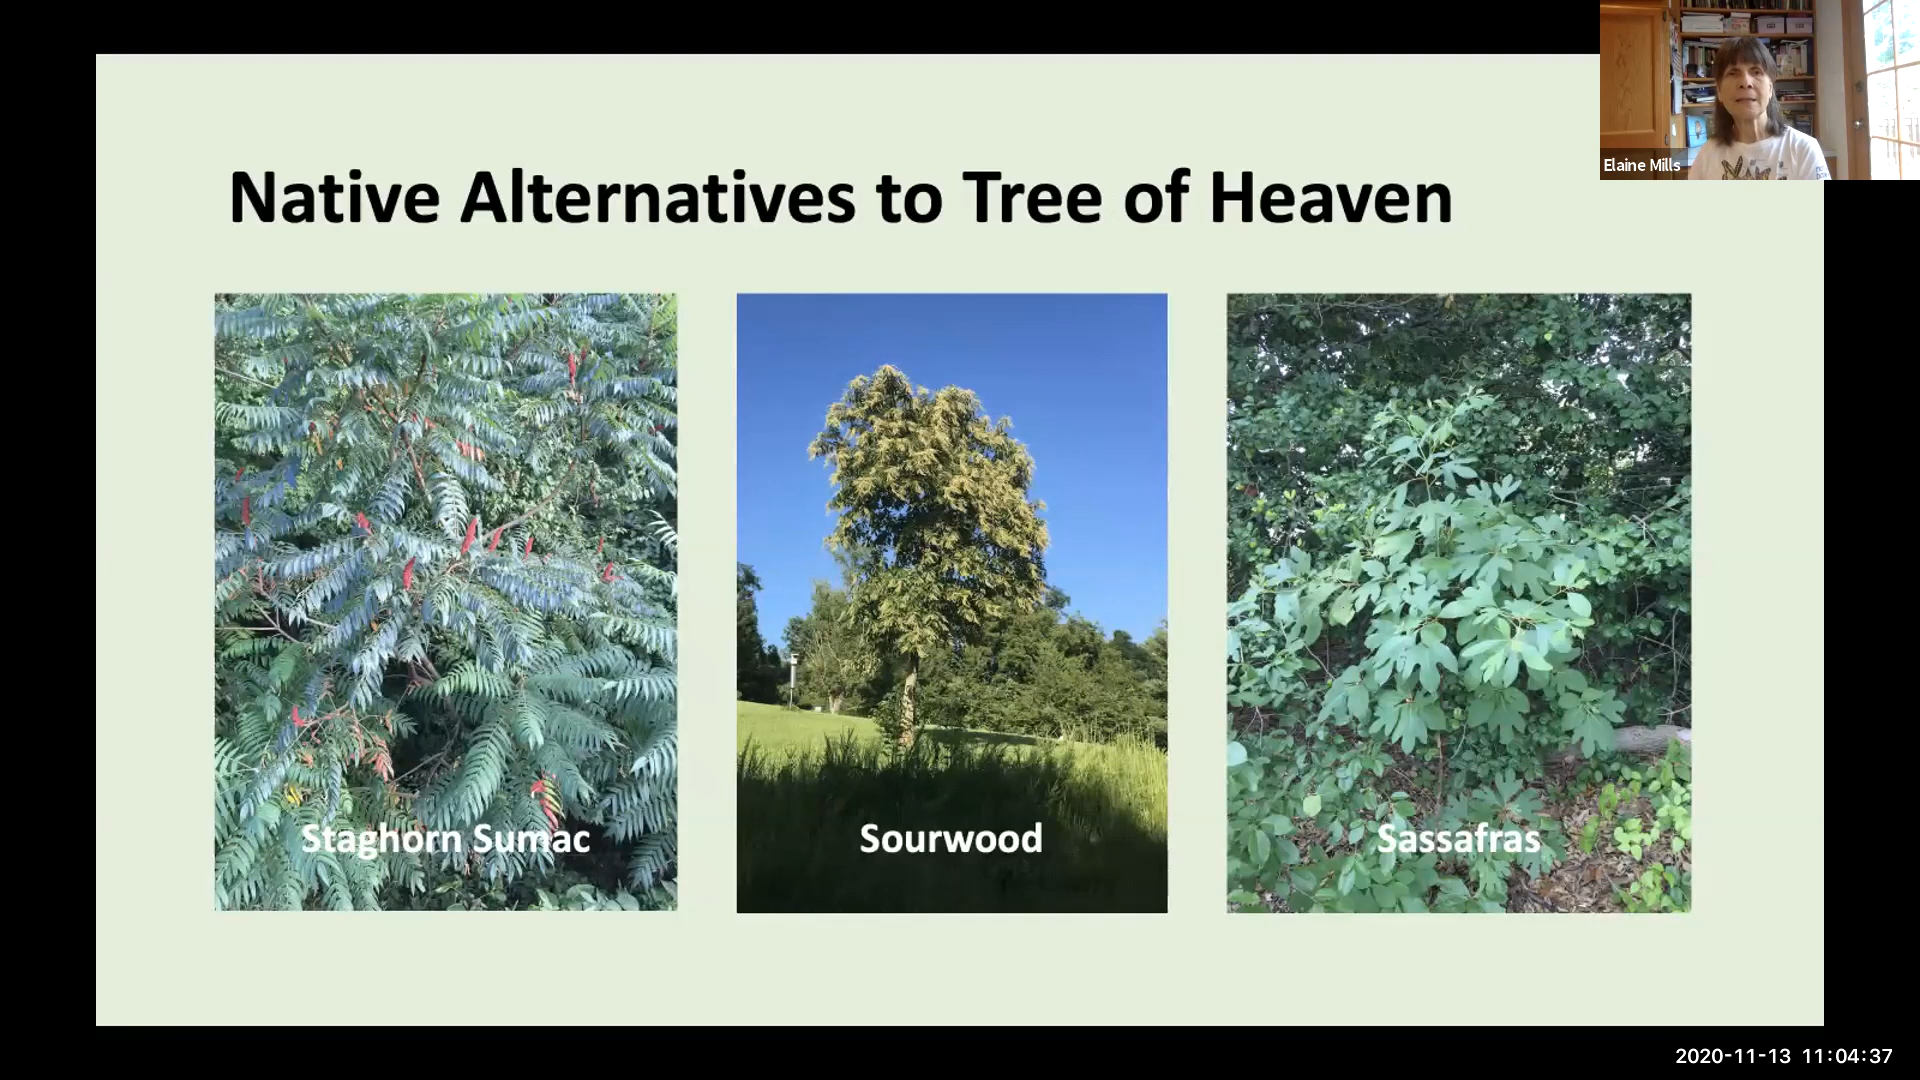 Elaine Mills
Native Alternatives to Tree of Heaven
Staghorn Sumac
Sourwood
Sassafras
2020-11-13 11:04:37